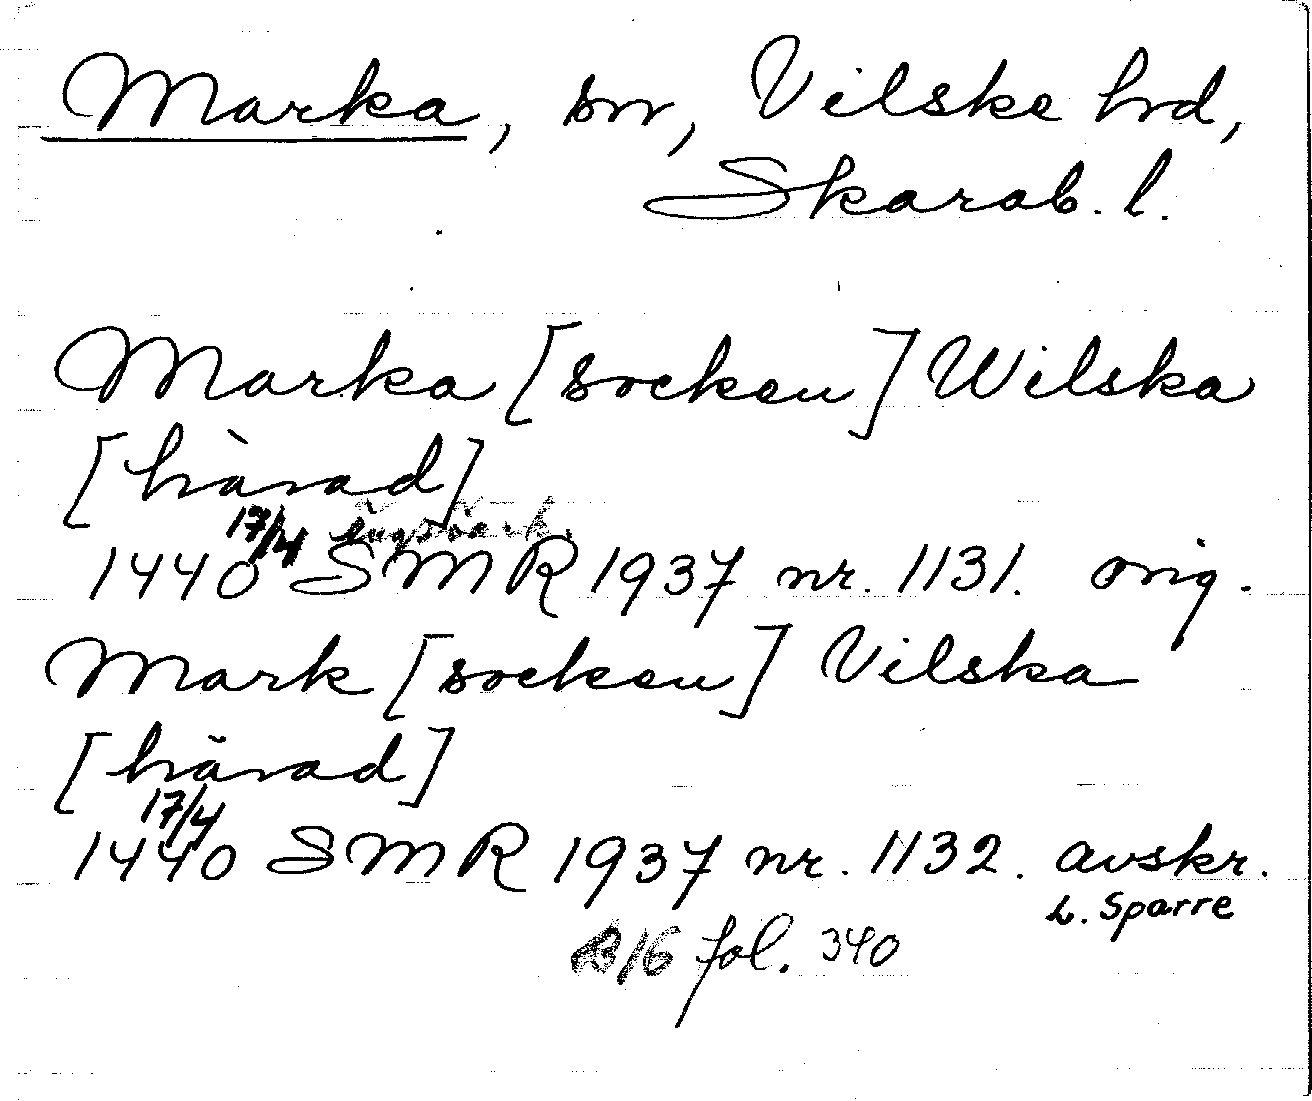 Marka, sn, Vilske hrd,
Skarab. l.
Marka [socken] Wilska
[härad]
17/4
1440 SMR 1937 nr. 1131. orig.
Mark [socken] Vilska
[härad]
17/4
1440 SMR 1937 nr. 1132. avskr.
L. Sparre
B16 fol. 340